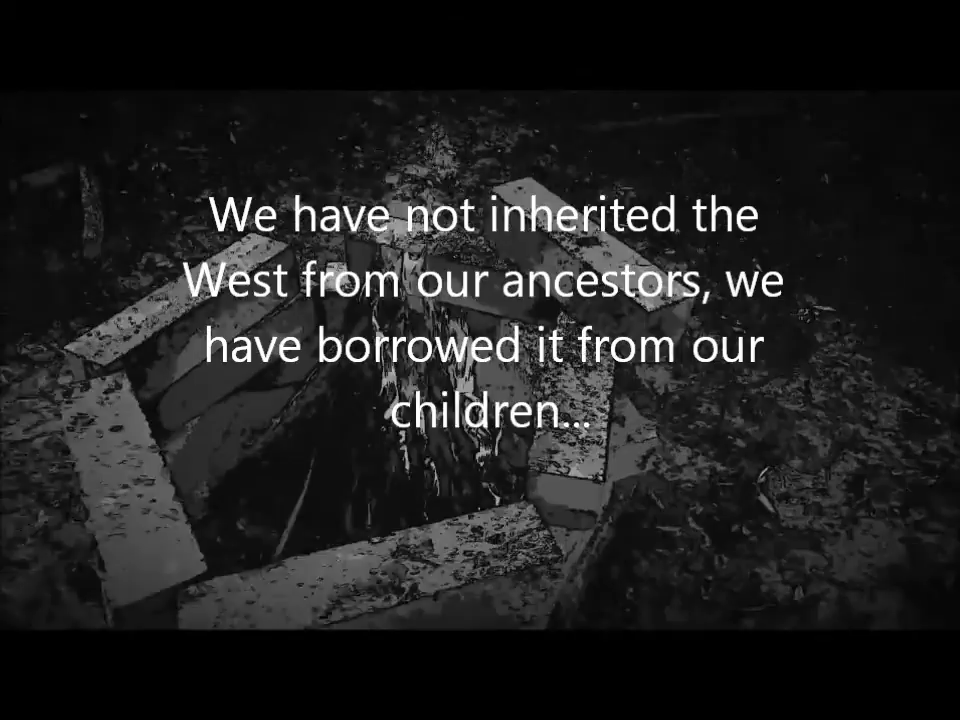 We have not inherited the
West from our ancestors, we
have borrowed it from our
children...